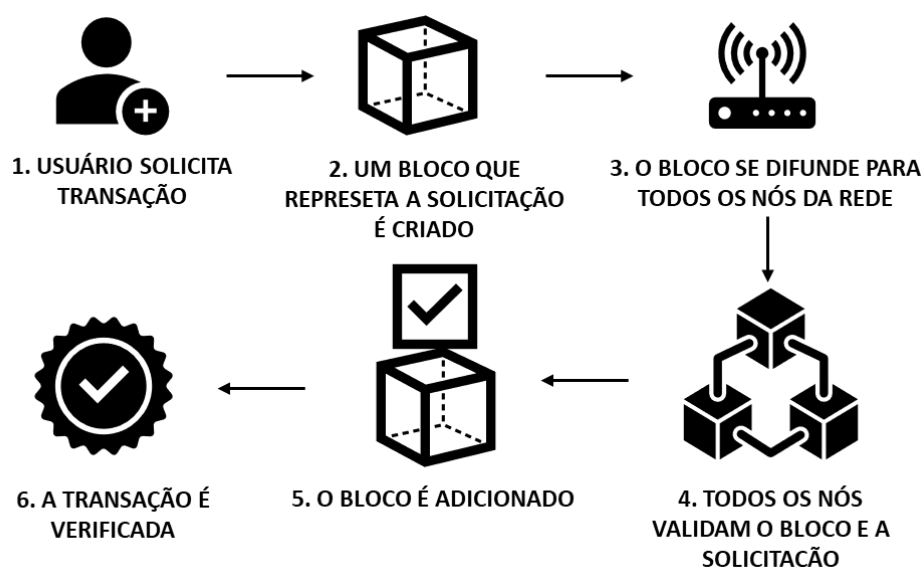 1. USUÁRIO SOLICITA
TRANSAÇÃO
2. UM BLOCO QUE
REPRESETA A SOLICITAÇÃO
É CRIADO
3. O BLOCO SE DIFUNDE PARA
TODOS OS NÓS DA REDE
4. TODOS OS NÓS
VALIDAM O BLOCO E A
SOLICITAÇÃO
5. O BLOCO É ADICIONADO
6. A TRANSAÇÃO É
VERIFICADA